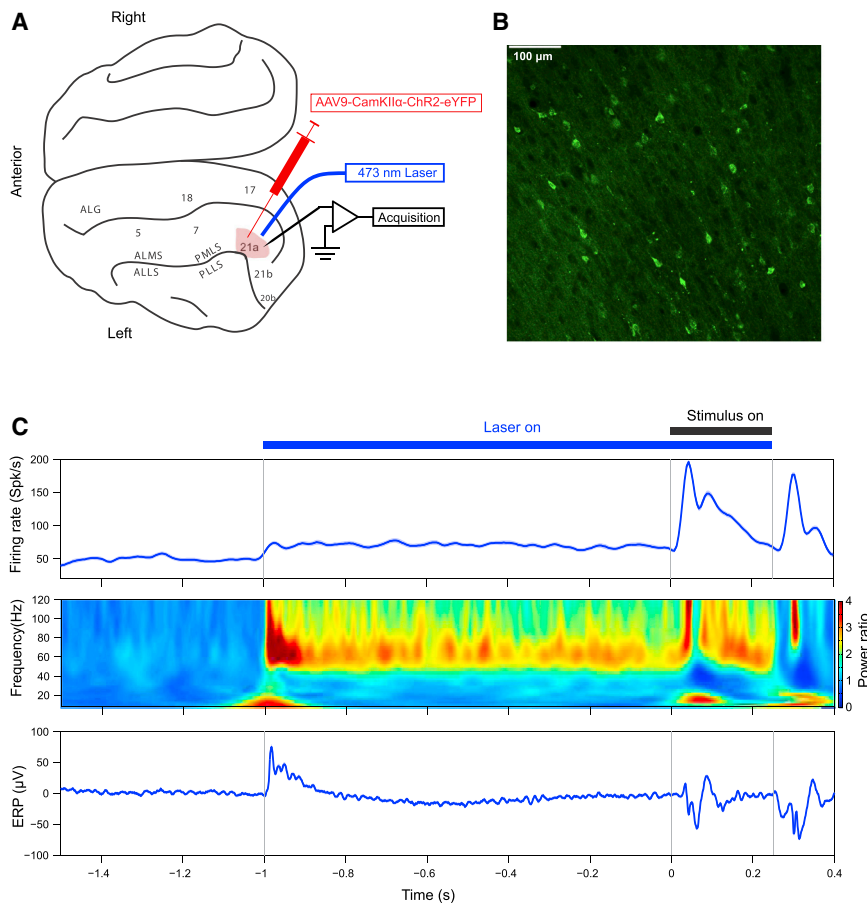 A
Right
AAV9-CamKIIα-ChR2-eYFP
473 nm Laser
Acquisition
Anterior
ALG
18
17
5
7
ALMS
PMLS
21a
ALLS
PLLS
21b
20b
Left
B
100 µm
C
Laser on
Stimulus on
Firing rate (Spk/s)
200
150
100
50
Frequency(Hz)
120
100
80
60
40
20
4
3
2
1
0
Power ratio
ERP (µV)
100
50
0
−50
−100
−1.4
−1.2
−1
−0.8
−0.6
−0.4
−0.2
0
0.2
0.4
Time (s)